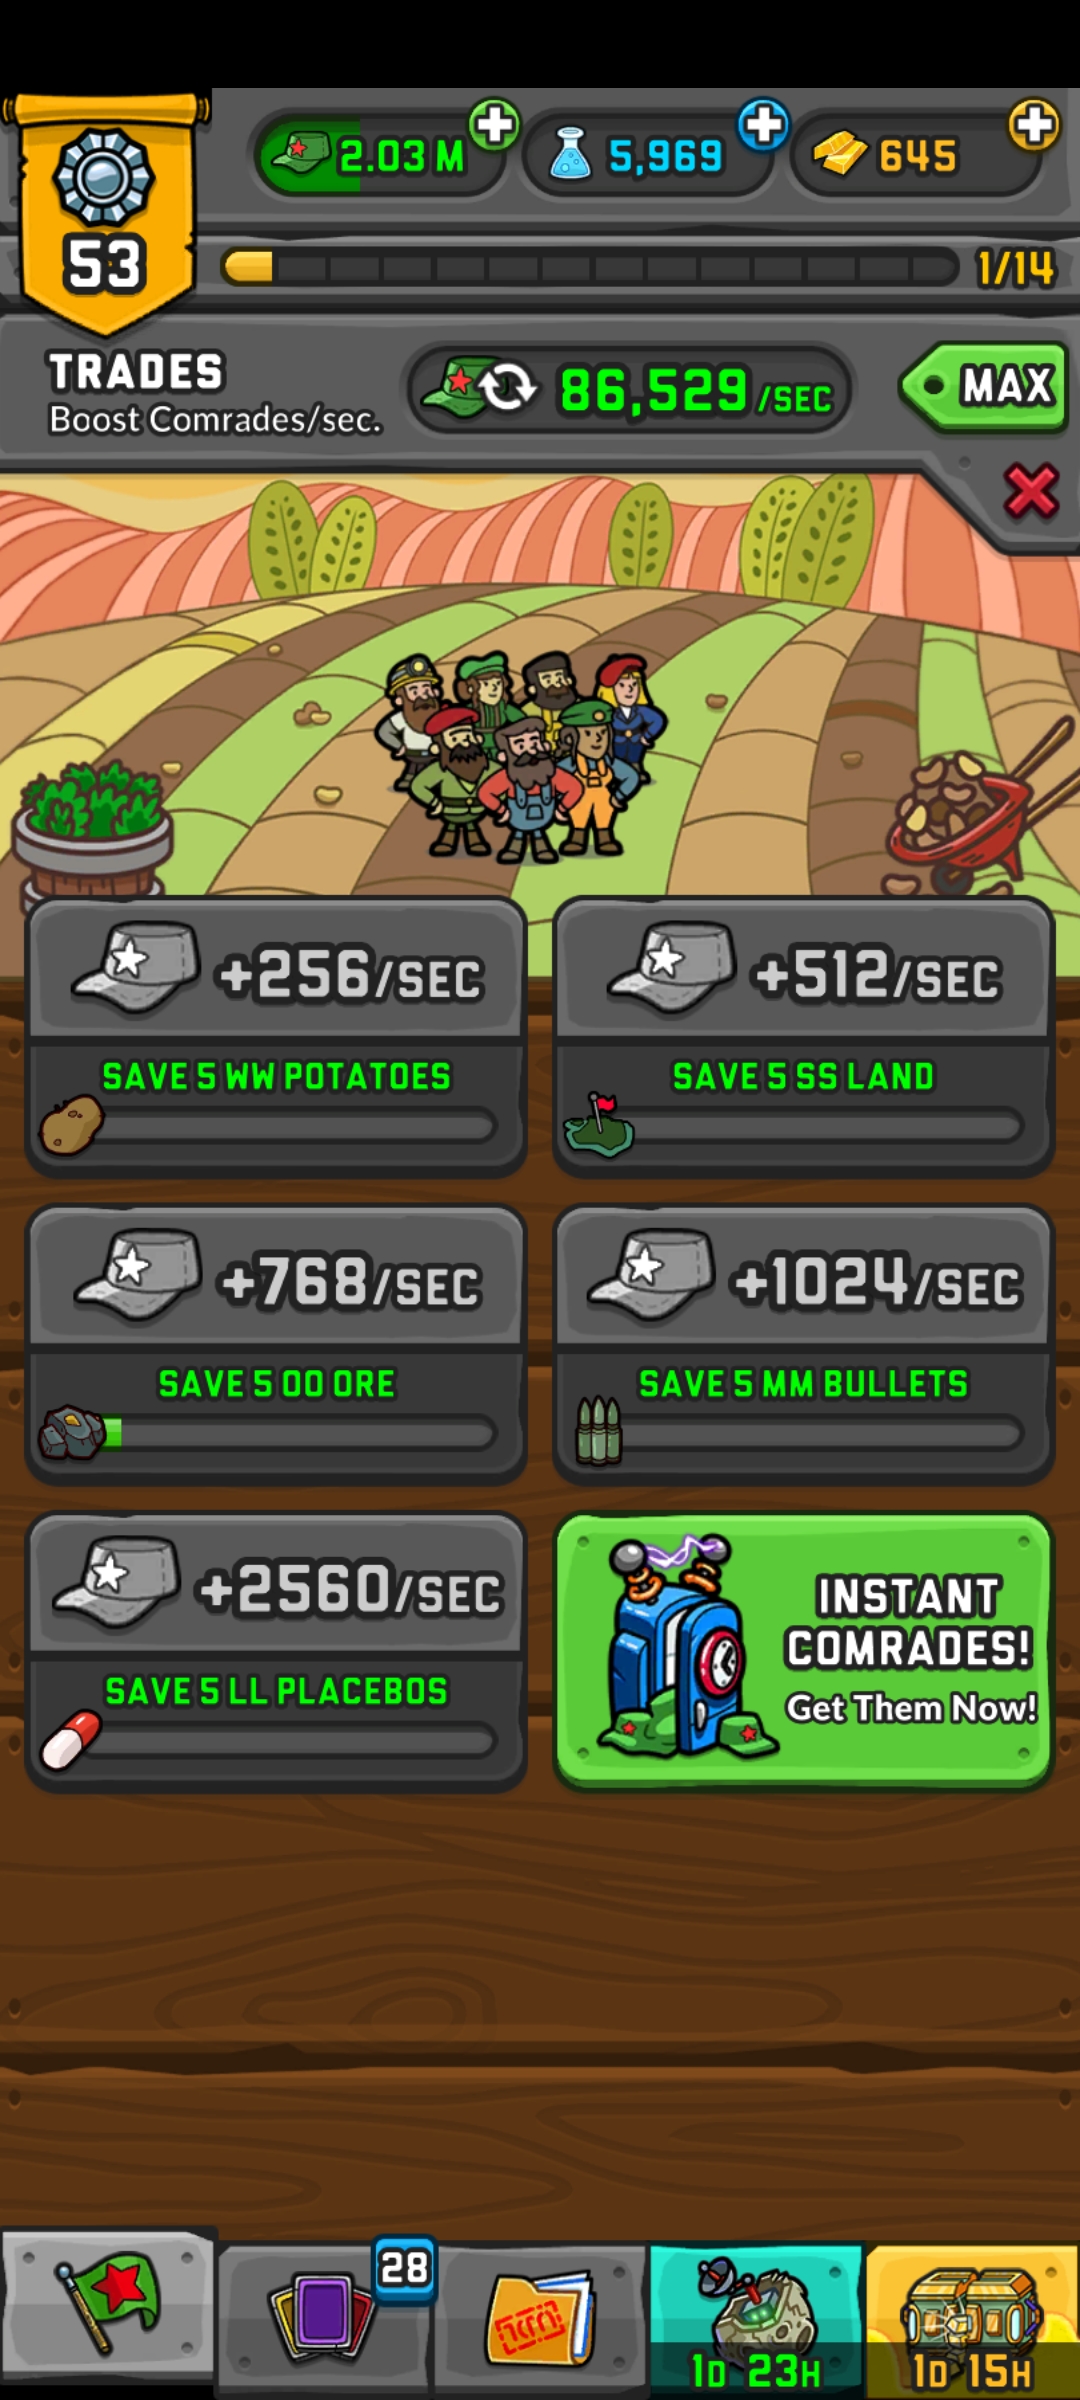 2.03 M
5,969
645
53
1/14
TRADES
Boost Comrades/sec.
86,529 /SEC
MAX
+256/SEC
+512/SEC
SAVE 5 WW POTATOES
SAVE 5 SS LAND
+768/SEC
+1024/SEC
SAVE 5 OO ORE
SAVE 5 MM BULLETS
+2560/SEC
INSTANT
COMRADES!
Get Them Now!
SAVE 5 LL PLACEBOS
28
1D 23H
1D 15H